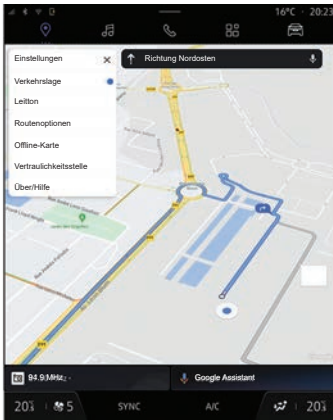 16°C · 20:23
Einstellungen
Richtung Nordosten
Verkehrslage
Leitton
Routenoptionen
Offline-Karte
Vertraulichkeitsstelle
Über/Hilfe
94.9 MHz
Google Assistant
20 5 SYNC A/C 20